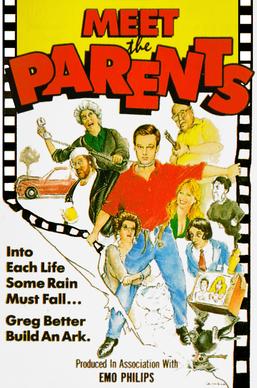 MEET
the
PARENTS
Into
Each Life
Some Rain
Must Fall...
Greg Better
Build An Ark.
Produced In Association With
EMO PHILIPS